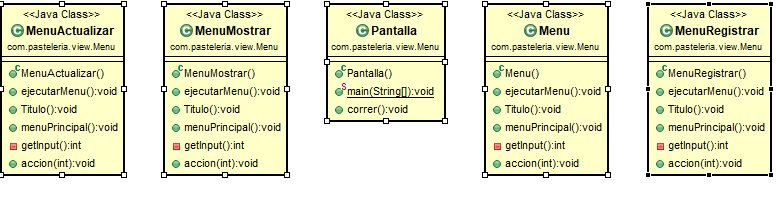 <<Java Class>>
MenuActualizar
com.pasteleria.view.Menu
MenuActualizar()
ejecutarMenu():void
Titulo():void
menuPrincipal():void
getInput():int
accion(int):void
<<Java Class>>
MenuMostrar
com.pasteleria.view.Menu
MenuMostrar()
ejecutarMenu():void
Titulo():void
menuPrincipal():void
getInput():int
accion(int):void
<<Java Class>>
Pantalla
com.pasteleria.view.Menu
Pantalla()
main(String[]):void
correr():void
<<Java Class>>
Menu
com.pasteleria.view.Menu
Menu()
ejecutarMenu():void
Titulo():void
menuPrincipal():void
getInput():int
accion(int):void
<<Java Class>>
MenuRegistrar
com.pasteleria.view.Menu
MenuRegistrar()
ejecutarMenu():void
Titulo():void
menuPrincipal():void
getInput():int
accion(int):void